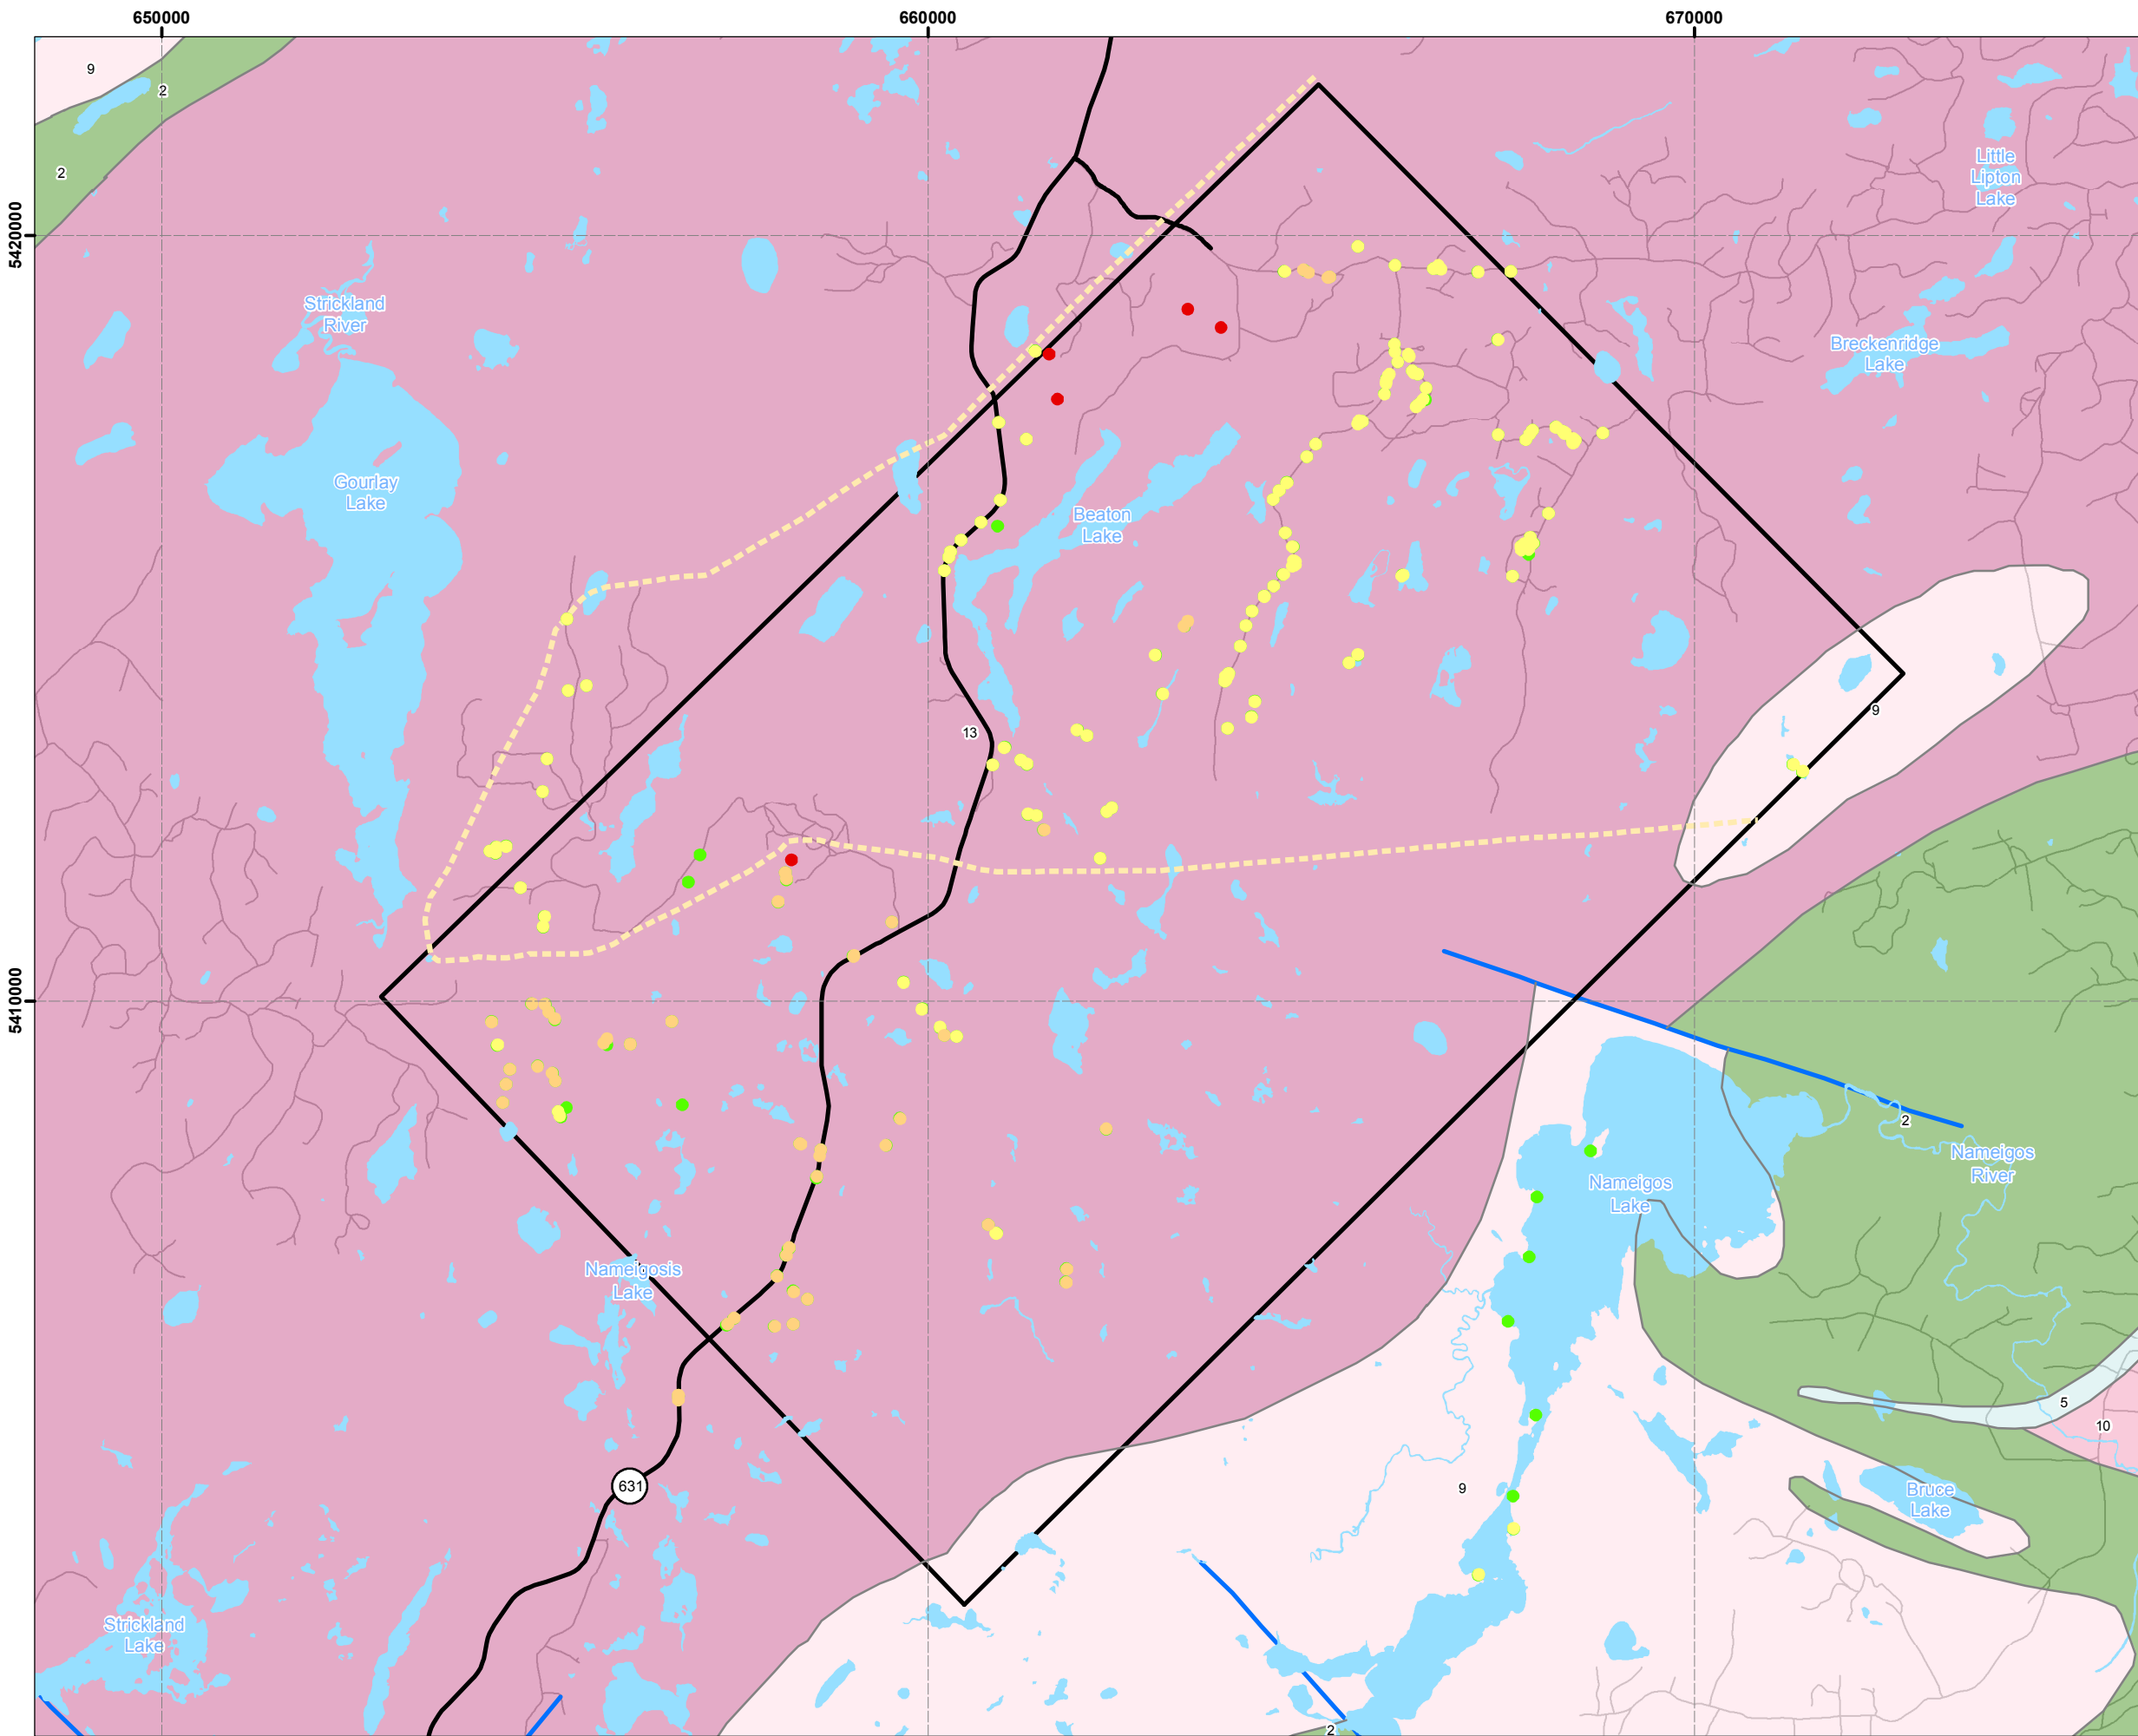 650000
660000
670000
9
2
2
Little
Lipton
Lake
5420000
Strickland
River
Breckenridge
Lake
Gourlay
Lake
Beaton
Lake
9
13
5410000
2
Nameigos
River
Nameigos
Lake
Nameigosis
Lake
5
10
631
9
Bruce
Lake
Strickland
Lake
2